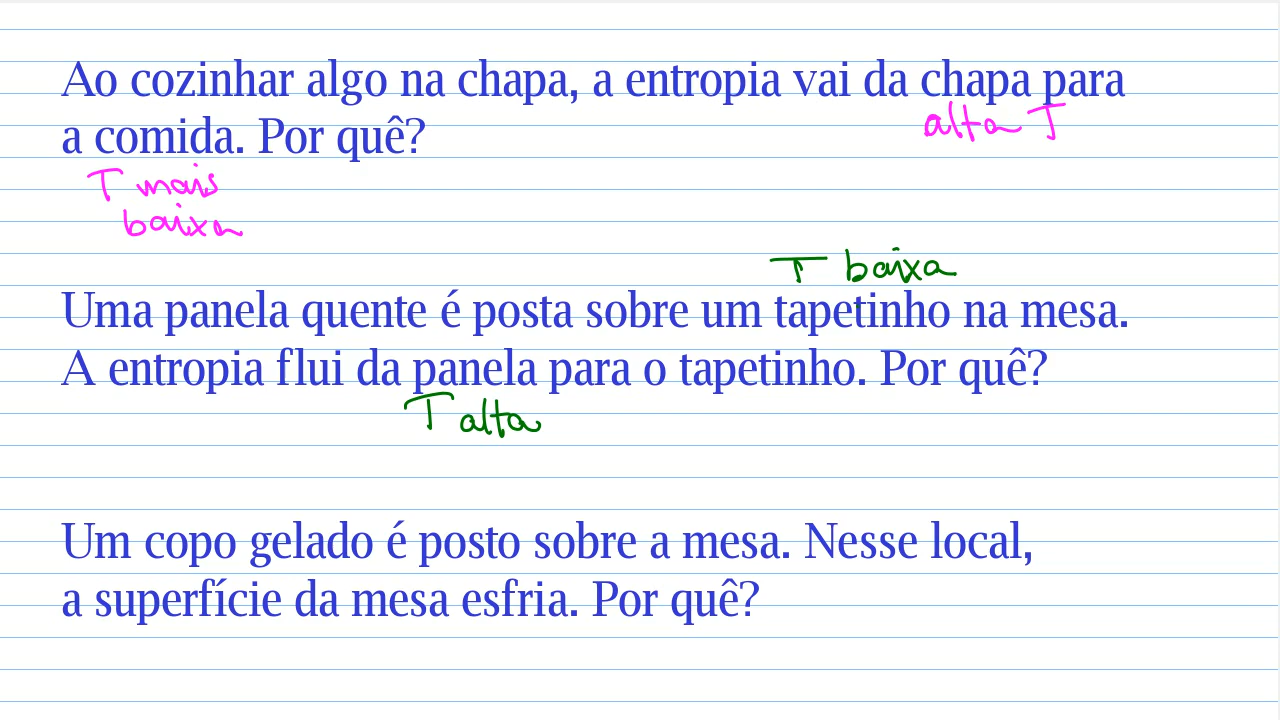 Ao cozinhar algo na chapa, a entropia vai da chapa para
alta T
a comida. Por quê?
T mais
baixa
T baixa
Uma panela quente é posta sobre um tapetinho na mesa.
A entropia flui da panela para o tapetinho. Por quê?
T alta
Um copo gelado é posto sobre a mesa. Nesse local,
a superfície da mesa esfria. Por quê?